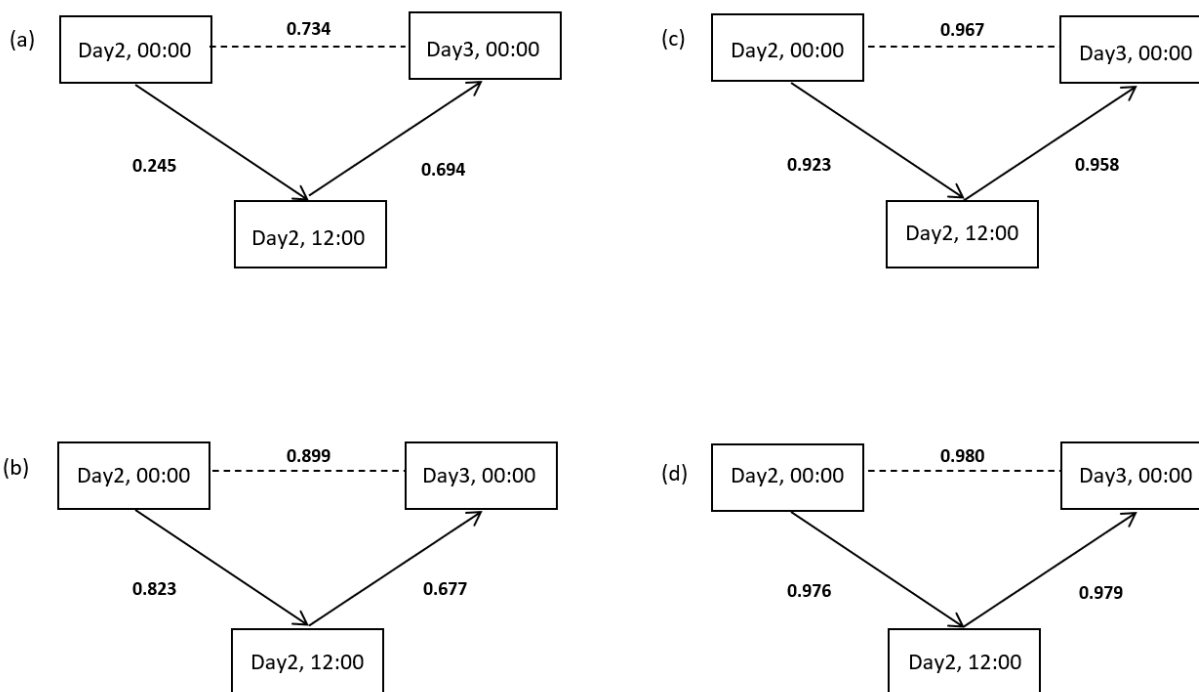 (a)
Day2, 00:00
0.734
Day3, 00:00
0.245
0.694
Day2, 12:00
(c)
Day2, 00:00
0.967
Day3, 00:00
0.923
0.958
Day2, 12:00
(b)
Day2, 00:00
0.899
Day3, 00:00
0.823
0.677
Day2, 12:00
(d)
Day2, 00:00
0.980
Day3, 00:00
0.976
0.979
Day2, 12:00